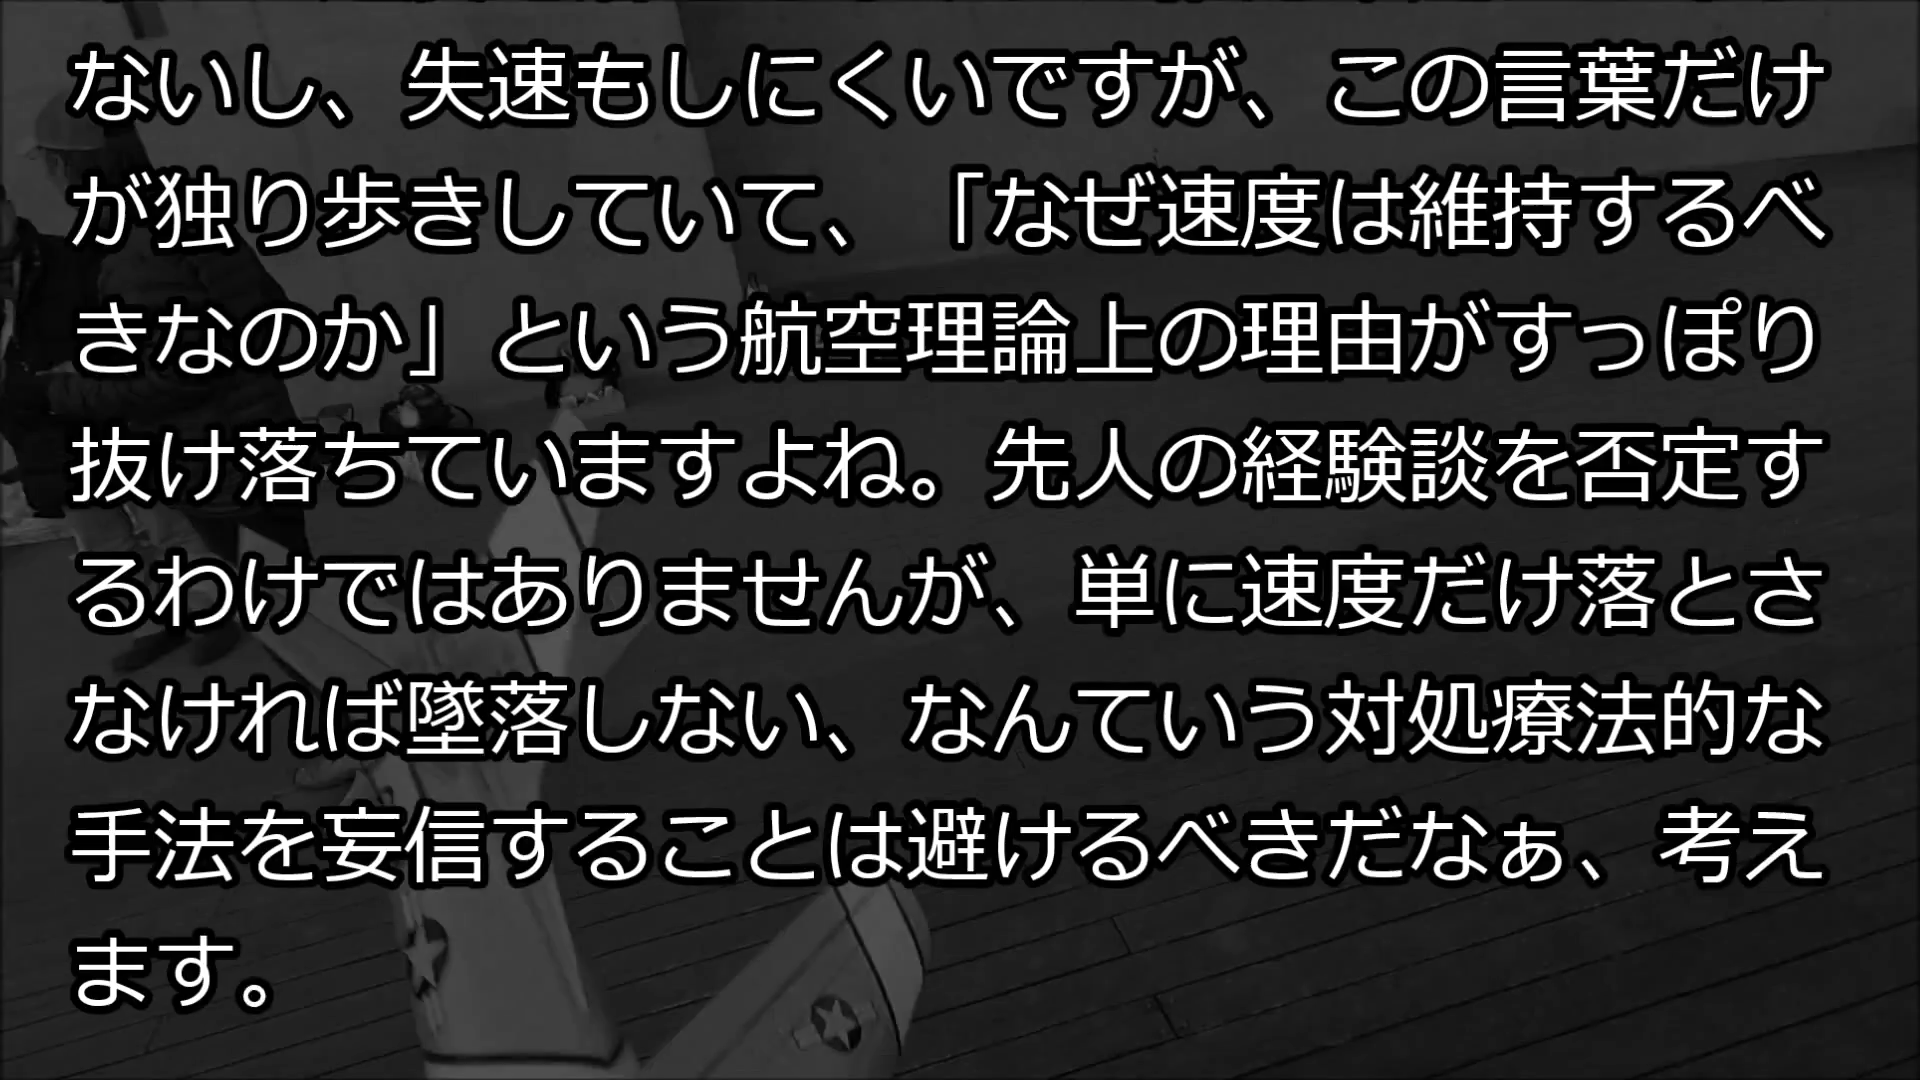 ないし、失速もしにくいですが、この言葉だけ
が独り歩きしていて、「なぜ速度は維持するべ
きなのか」という航空理論上の理由がすっぽり
抜け落ちていますよね。先人の経験談を否定す
るわけではありませんが、単に速度だけ落とさ
なければ墜落しない、なんていう対処療法的な
手法を妄信することは避けるべきだなぁ、考え
ます。